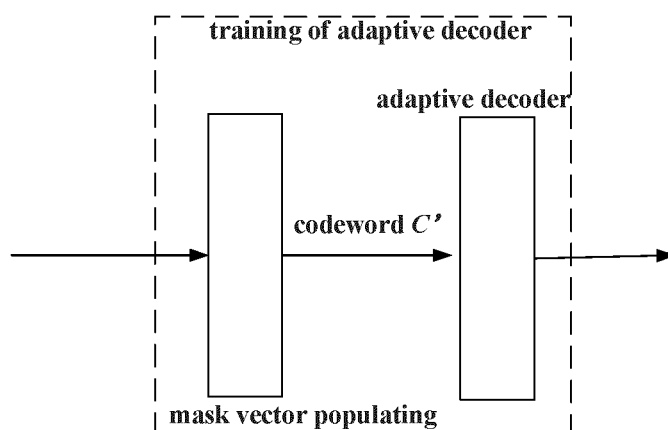 training of adaptive decoder
adaptive decoder
codeword C’
mask vector populating